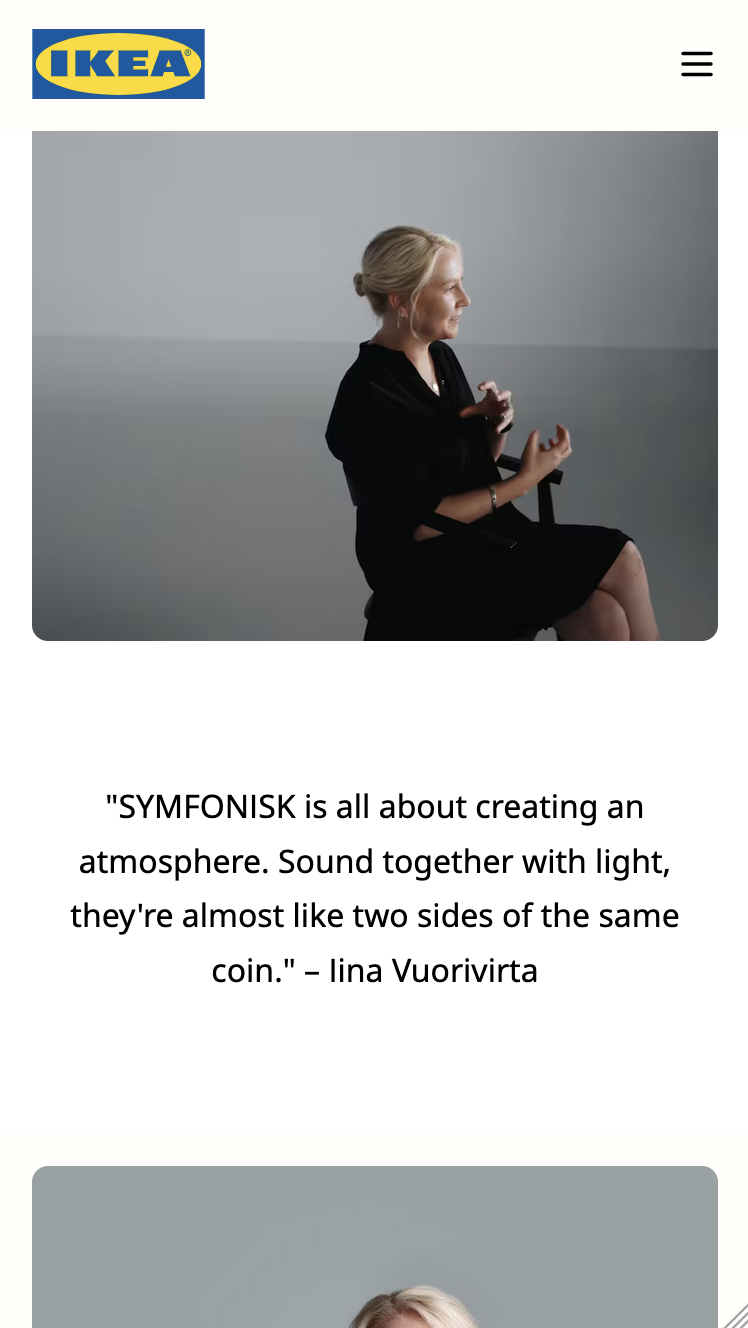 IKEA®
"SYMFONISK is all about creating an
atmosphere. Sound together with light,
they're almost like two sides of the same
coin." – Iina Vuorivirta